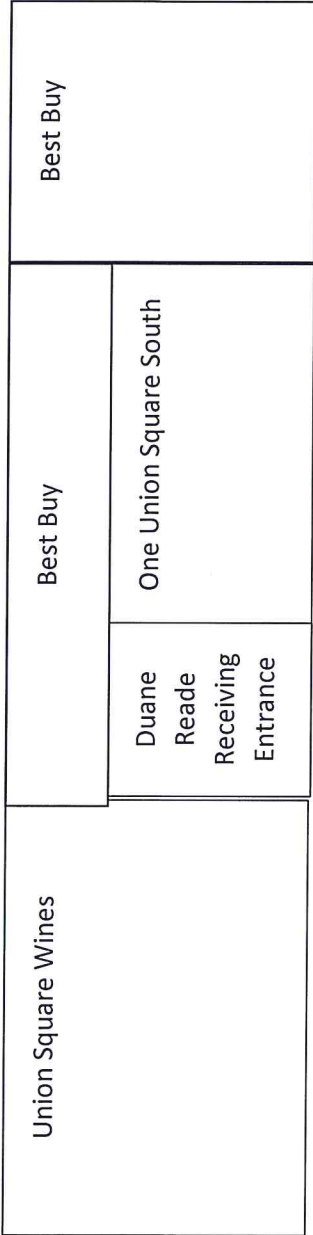 Union Square Wines
Best Buy
Best Buy
Duane
Reade
Receiving
Entrance
One Union Square South